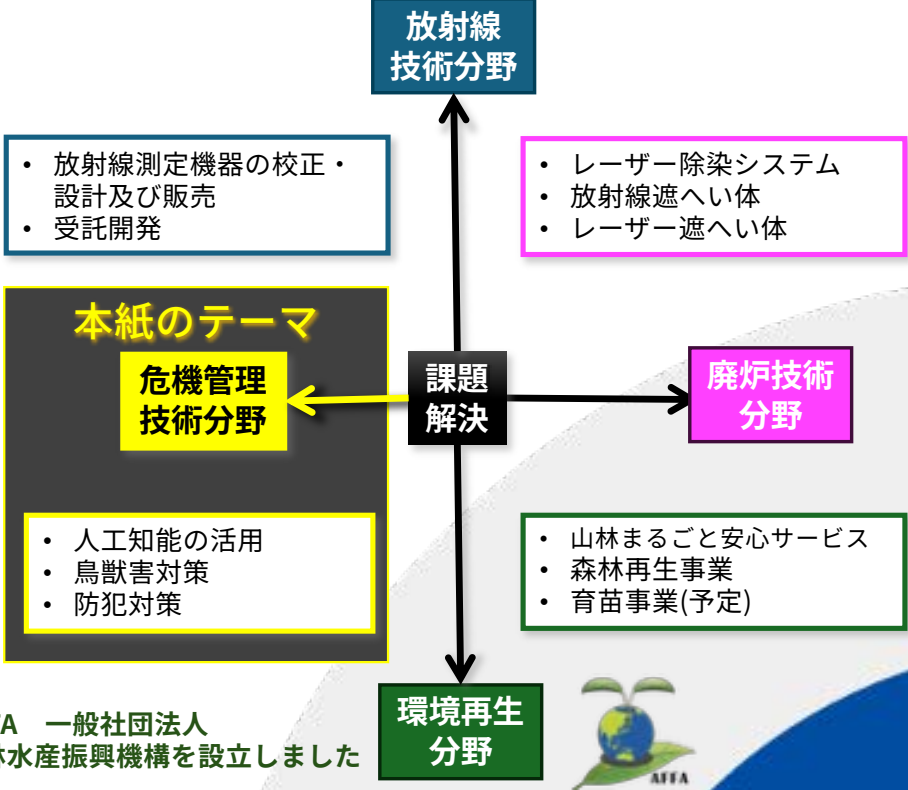 放射線
技術分野
• 放射線測定機器の校正・
設計及び販売
• 受託開発
• レーザー除染システム
• 放射線遮へい体
• レーザー遮へい体
本紙のテーマ
危機管理
技術分野
課題
解決
廃炉技術
分野
• 人工知能の活用
• 鳥獣害対策
• 防犯対策
• 山林まるごと安心サービス
• 森林再生事業
• 育苗事業(予定)
環境再生
分野
A 一般社団法人
水産振興機構を設立しました
AFFA